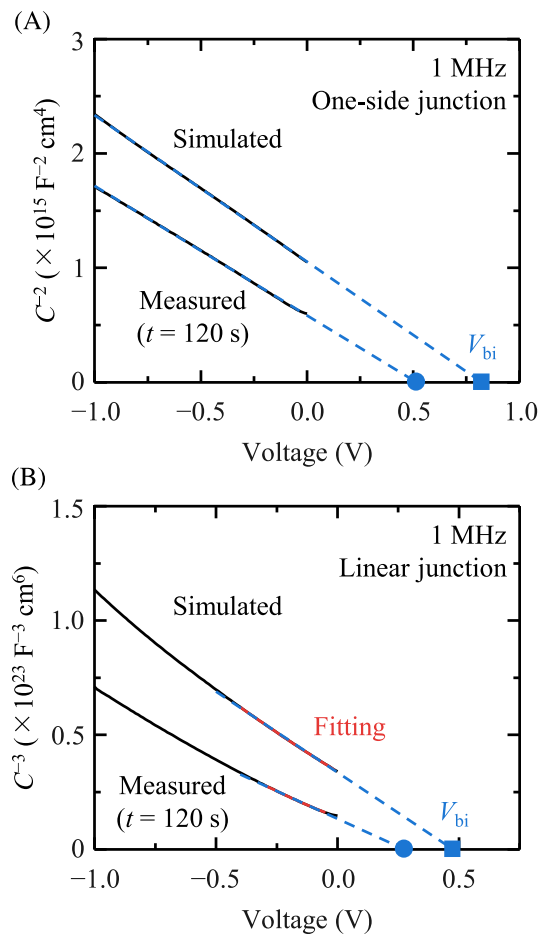 (A)
3
2
1
0
C⁻² (× 10¹⁵ F⁻² cm⁴)
1 MHz
One-side junction
Simulated
Measured
(t = 120 s)
V_bi
−1.0 −0.5 0.0 0.5 1.0
Voltage (V)
(B)
1.5
1.0
0.5
0
C⁻³ (× 10²³ F⁻³ cm⁶)
1 MHz
Linear junction
Simulated
Fitting
Measured
(t = 120 s)
V_bi
−1.0 −0.5 0.0 0.5
Voltage (V)